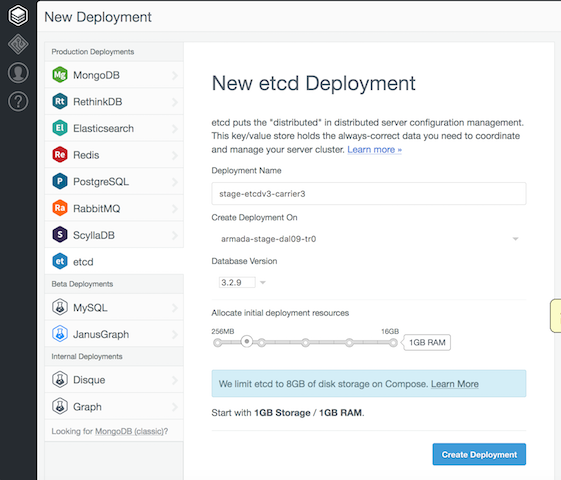 New Deployment
Production Deployments
Mg MongoDB
Rt RethinkDB
El Elasticsearch
Re Redis
P PostgreSQL
Ra RabbitMQ
S ScyllaDB
et etcd
Beta Deployments
MySQL
JanusGraph
Internal Deployments
Disque
Graph
Looking for MongoDB (classic)?
New etcd Deployment
etcd puts the "distributed" in distributed server configuration management.
This key/value store holds the always-correct data you need to coordinate
and manage your server cluster. Learn more »
Deployment Name
stage-etcdv3-carrier3
Create Deployment On
armada-stage-dal09-tr0
Database Version
3.2.9
Allocate initial deployment resources
256MB 16GB
1GB RAM
We limit etcd to 8GB of disk storage on Compose. Learn More
Start with 1GB Storage / 1GB RAM.
Create Deployment